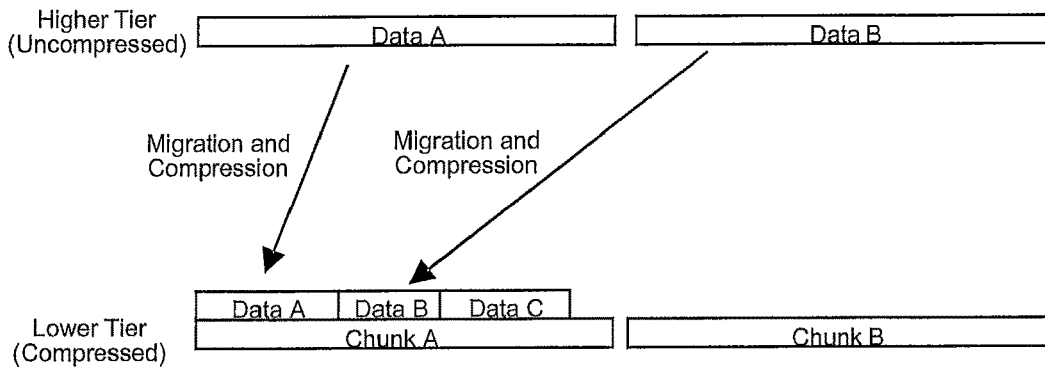 Higher Tier
(Uncompressed)
Data A
Data B
Migration and
Compression
Migration and
Compression
Data A
Data B
Data C
Lower Tier
(Compressed)
Chunk A
Chunk B